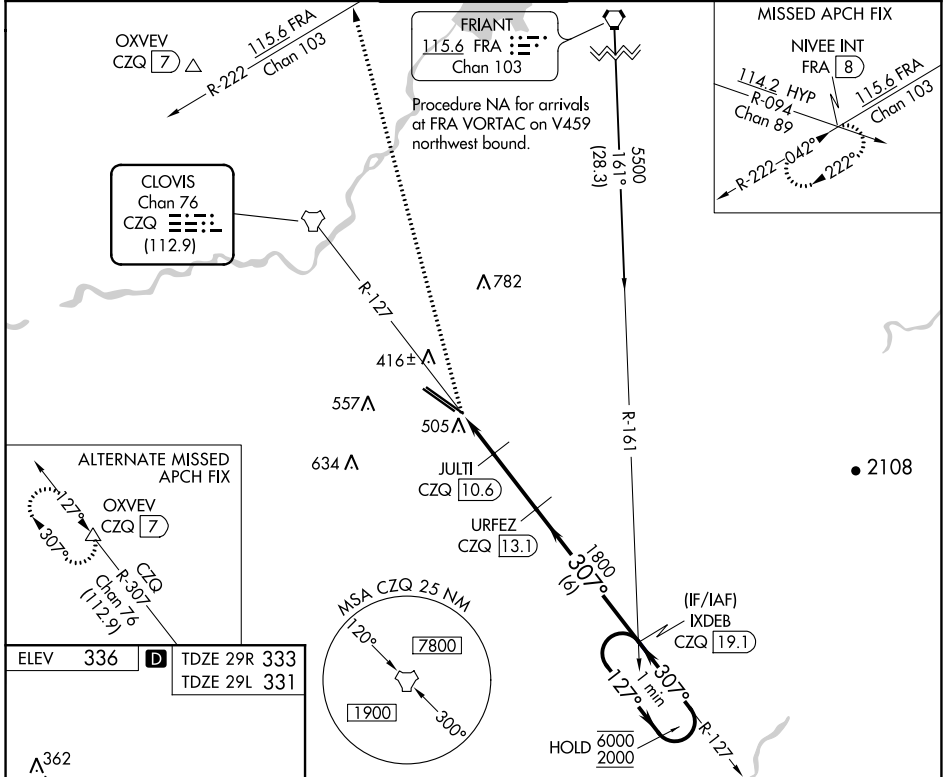 OXVEV
CZQ 7
115.6 FRA
R-222 Chan 103
FRIANT
115.6 FRA
Chan 103
Procedure NA for arrivals
at FRA VORTAC on V459
northwest bound.
MISSED APCH FIX
NIVEE INT
FRA 8
114.2 HYP
R-094
Chan 89
115.6 FRA
Chan 103
R-222
042°
222°
5500
161°
(28.3)
CLOVIS
Chan 76
CZQ
(112.9)
R-127
782
416±
557
505
634
R-161
2108
JULTI
CZQ 10.6
URFEZ
CZQ 13.1
1800
307°
(6)
(IF/IAF)
IXDEB
CZQ 19.1
1 min
307°
127°
R-127
HOLD 6000
2000
ALTERNATE MISSED
APCH FIX
OXVEV
CZQ 7
127°
307°
R-307
CZQ
Chan 76
(112.9)
MSA CZQ 25 NM
120°
7800
1900
300°
ELEV 336 D TDZE 29R 333
TDZE 29L 331
362